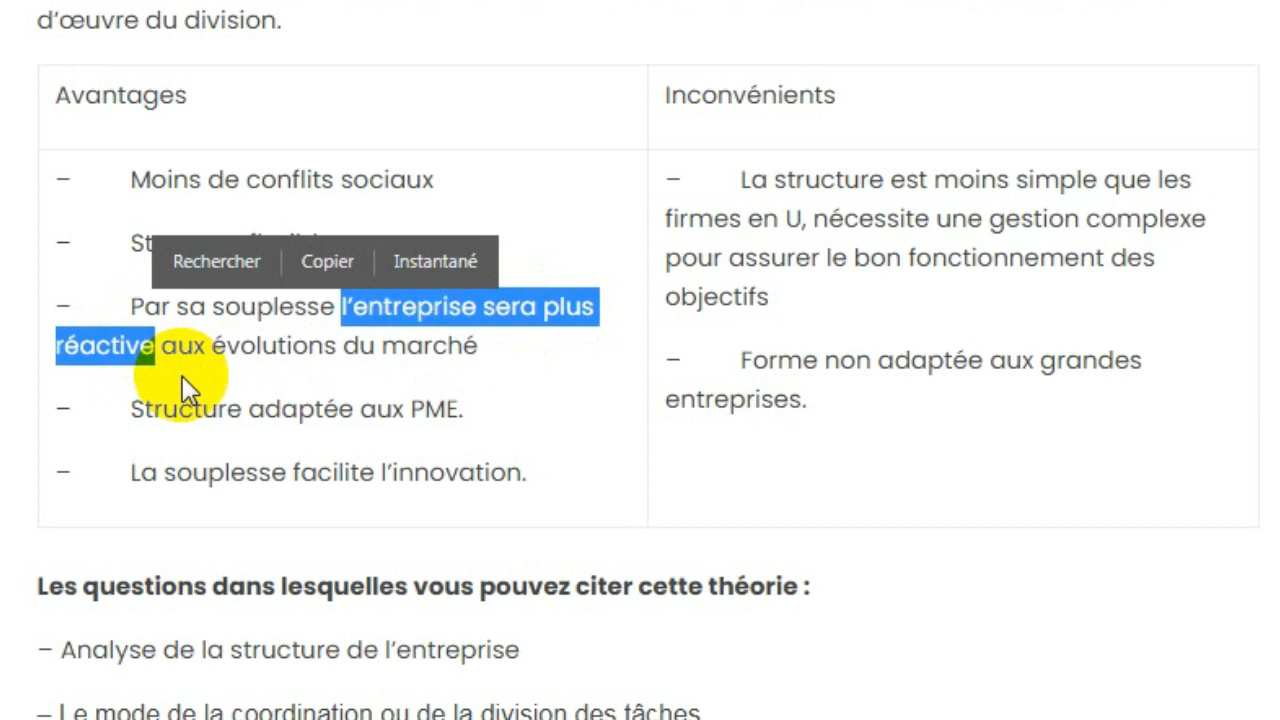 d'œuvre du division.
Avantages
Inconvénients
– Moins de conflits sociaux
– St
Rechercher Copier Instantané
– Par sa souplesse l'entreprise sera plus
réactive aux évolutions du marché
– Structure adaptée aux PME.
– La souplesse facilite l'innovation.
– La structure est moins simple que les
firmes en U, nécessite une gestion complexe
pour assurer le bon fonctionnement des
objectifs
– Forme non adaptée aux grandes
entreprises.
Les questions dans lesquelles vous pouvez citer cette théorie :
– Analyse de la structure de l'entreprise
– Le mode de la coordination ou de la division des tâches